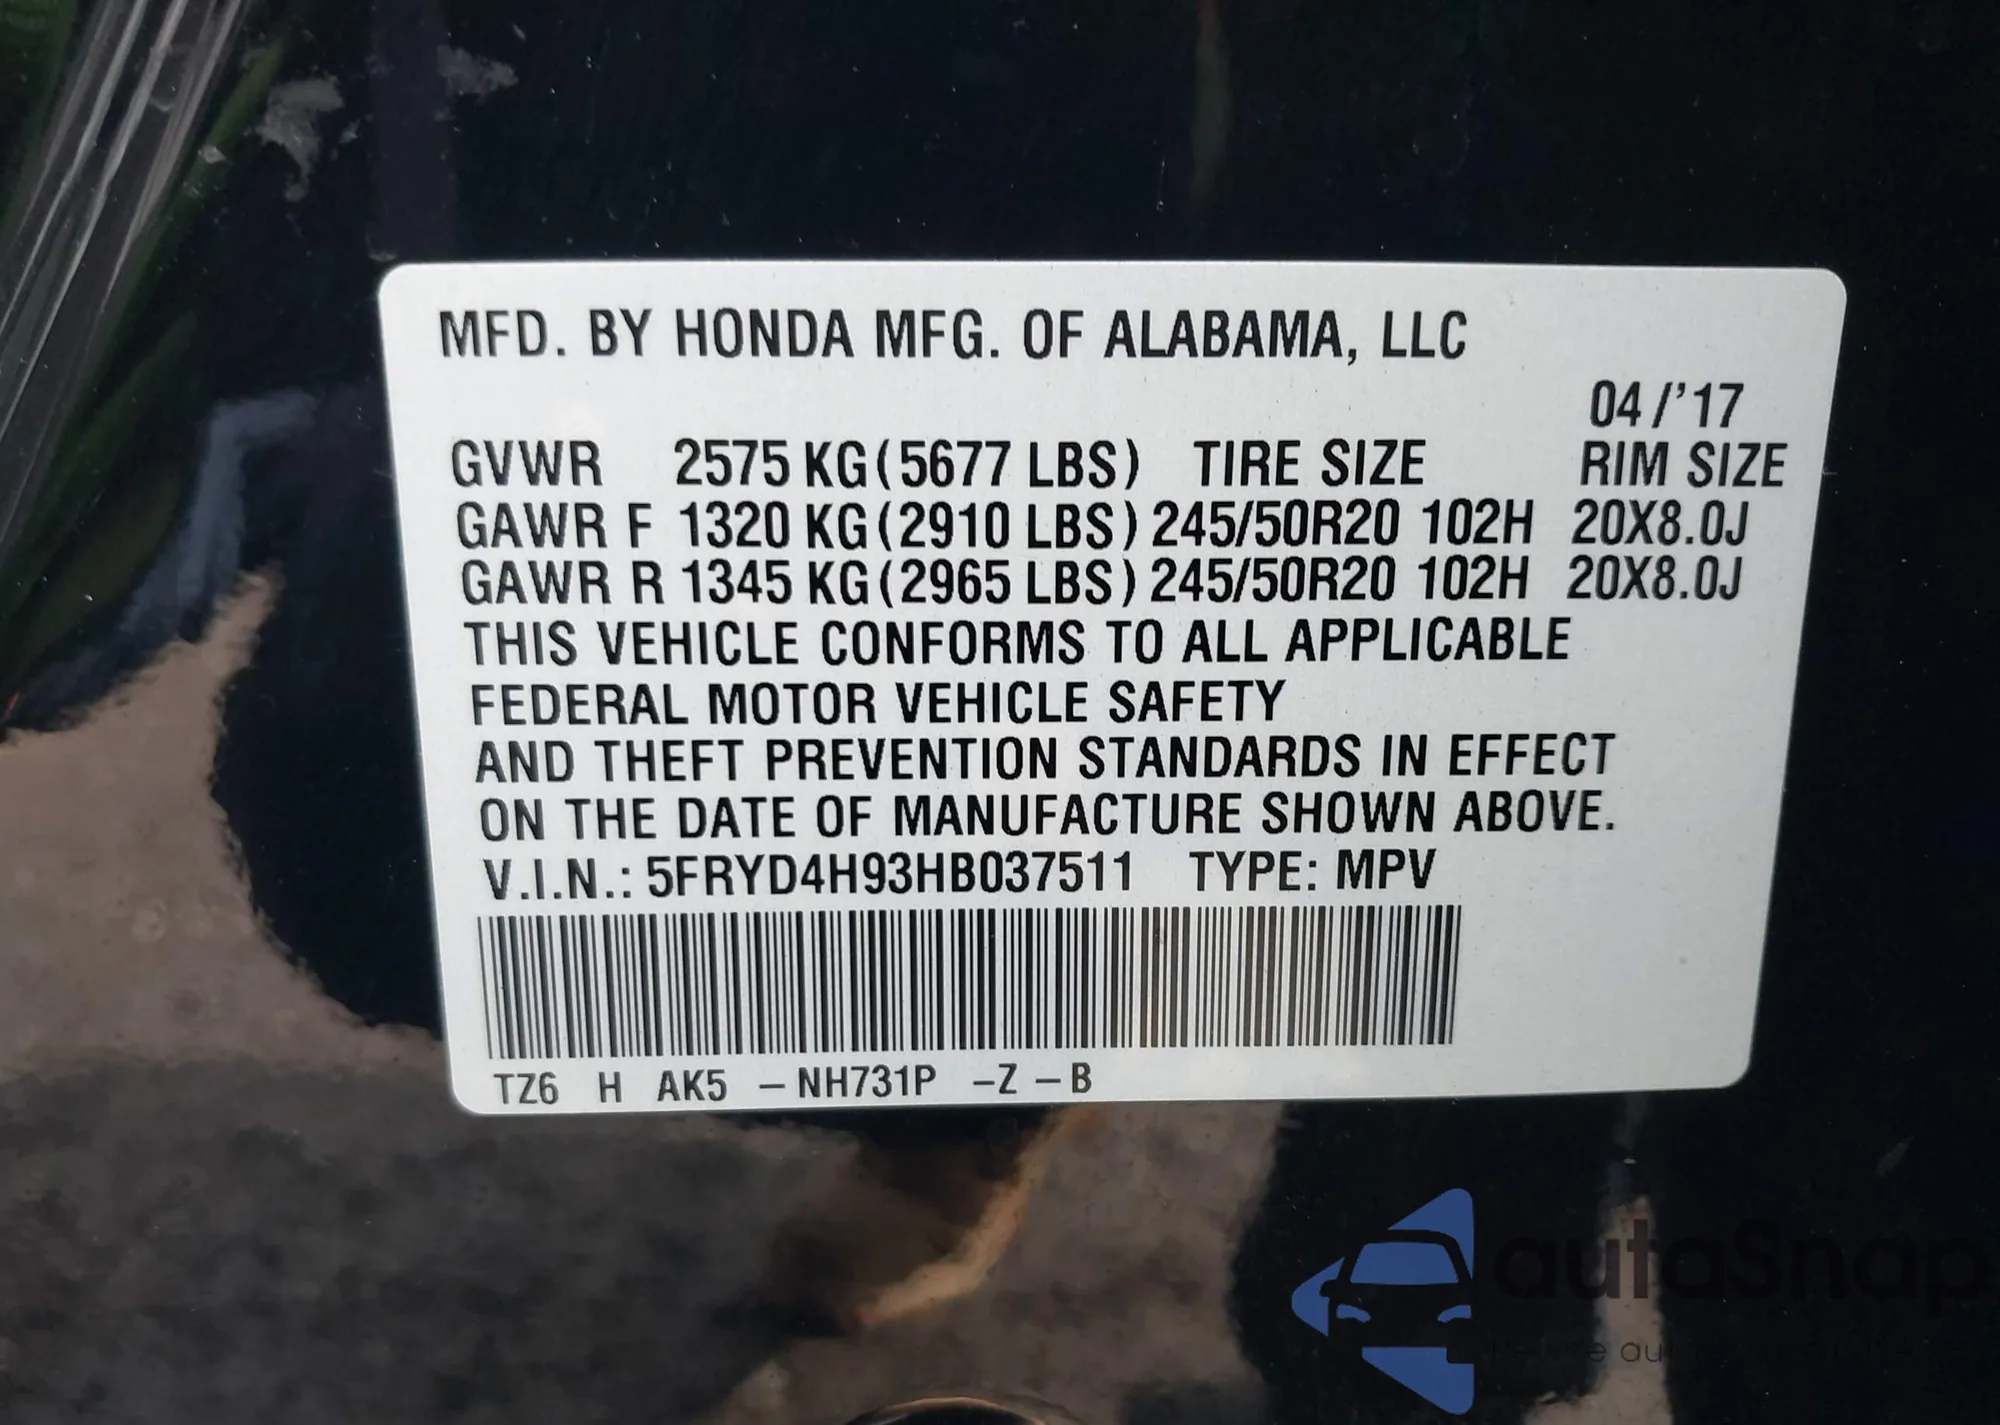 MFD. BY HONDA MFG. OF ALABAMA, LLC
04/'17
GVWR 2575 KG (5677 LBS) TIRE SIZE RIM SIZE
GAWR F 1320 KG (2910 LBS) 245/50R20 102H 20X8.0J
GAWR R 1345 KG (2965 LBS) 245/50R20 102H 20X8.0J
THIS VEHICLE CONFORMS TO ALL APPLICABLE
FEDERAL MOTOR VEHICLE SAFETY
AND THEFT PREVENTION STANDARDS IN EFFECT
ON THE DATE OF MANUFACTURE SHOWN ABOVE.
V.I.N.: 5FRYD4H93HB037511 TYPE: MPV
TZ6 H AK5 – NH731P –Z – B
autaSnap